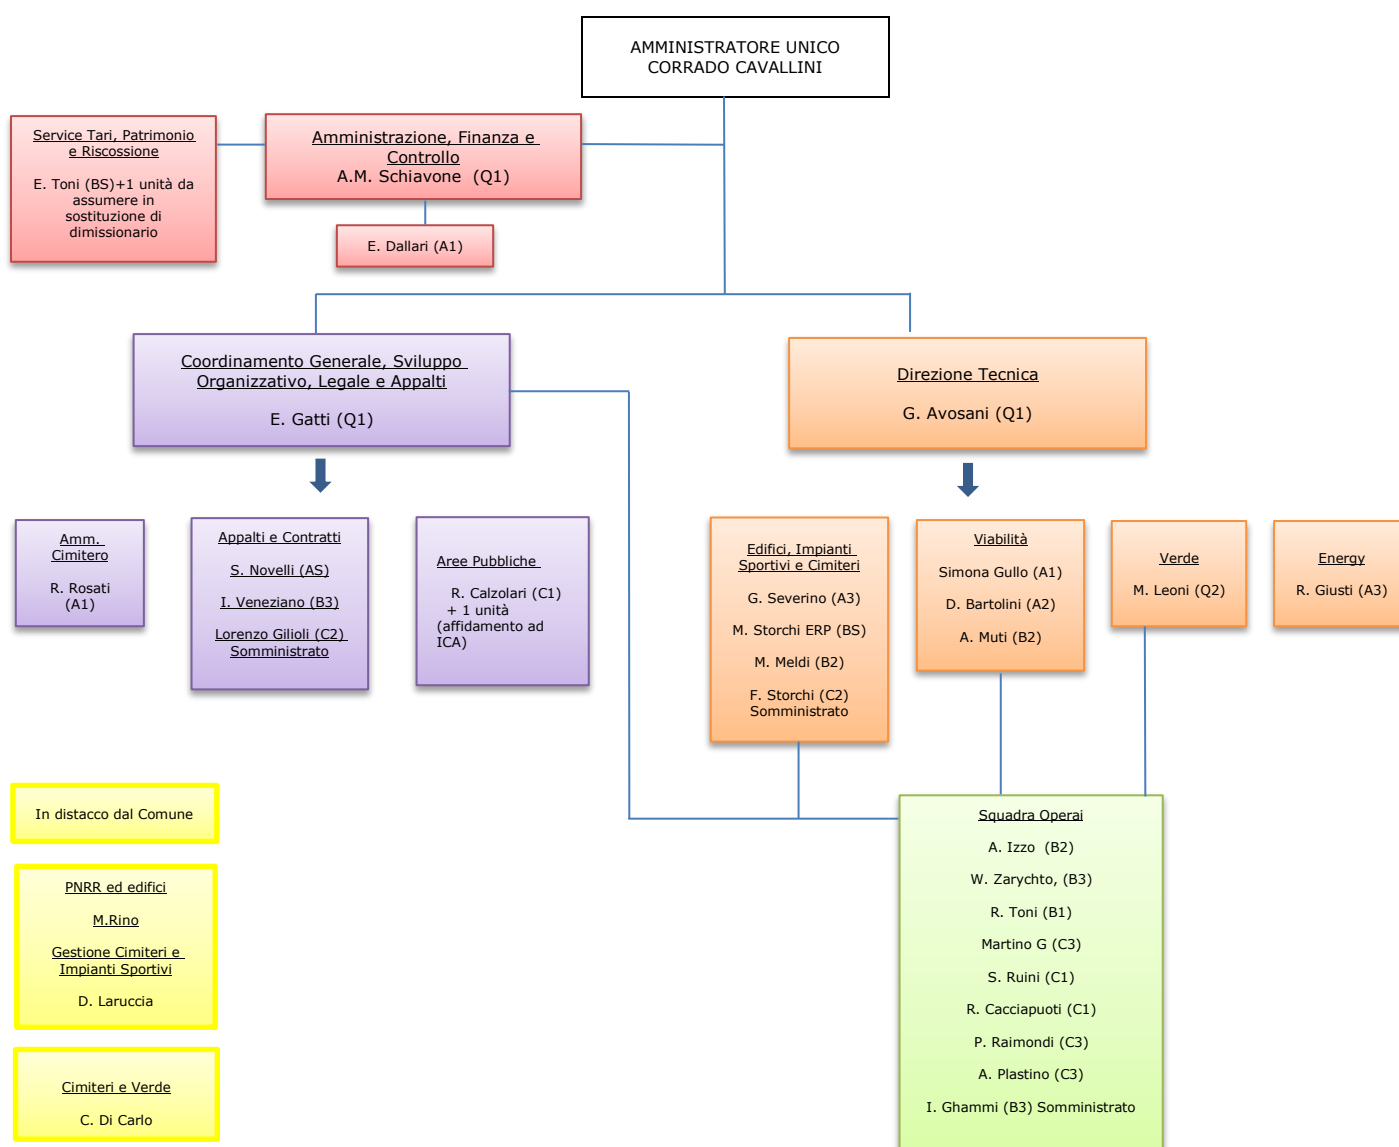 AMMINISTRATORE UNICO
CORRADO CAVALLINI
Service Tari, Patrimonio
e Riscossione
E. Toni (BS)+1 unità da
assumere in
sostituzione di
dimissionario
Amministrazione, Finanza e
Controllo
A.M. Schiavone (Q1)
E. Dallari (A1)
Coordinamento Generale, Sviluppo
Organizzativo, Legale e Appalti
E. Gatti (Q1)
Direzione Tecnica
G. Avosani (Q1)
Amm.
Cimitero
R. Rosati
(A1)
Appalti e Contratti
S. Novelli (AS)
I. Veneziano (B3)
Lorenzo Gilioli (C2)
Somministrato
Aree Pubbliche
R. Calzolari (C1)
+ 1 unità
(affidamento ad
ICA)
Edifici, Impianti
Sportivi e Cimiteri
G. Severino (A3)
M. Storchi ERP (BS)
M. Meldi (B2)
F. Storchi (C2)
Somministrato
Viabilità
Simona Gullo (A1)
D. Bartolini (A2)
A. Muti (B2)
Verde
M. Leoni (Q2)
Energy
R. Giusti (A3)
In distacco dal Comune
PNRR ed edifici
M.Rino
Gestione Cimiteri e
Impianti Sportivi
D. Laruccia
Cimiteri e Verde
C. Di Carlo
Squadra Operai
A. Izzo (B2)
W. Zarychto, (B3)
R. Toni (B1)
Martino G (C3)
S. Ruini (C1)
R. Cacciapuoti (C1)
P. Raimondi (C3)
A. Plastino (C3)
I. Ghammi (B3) Somministrato